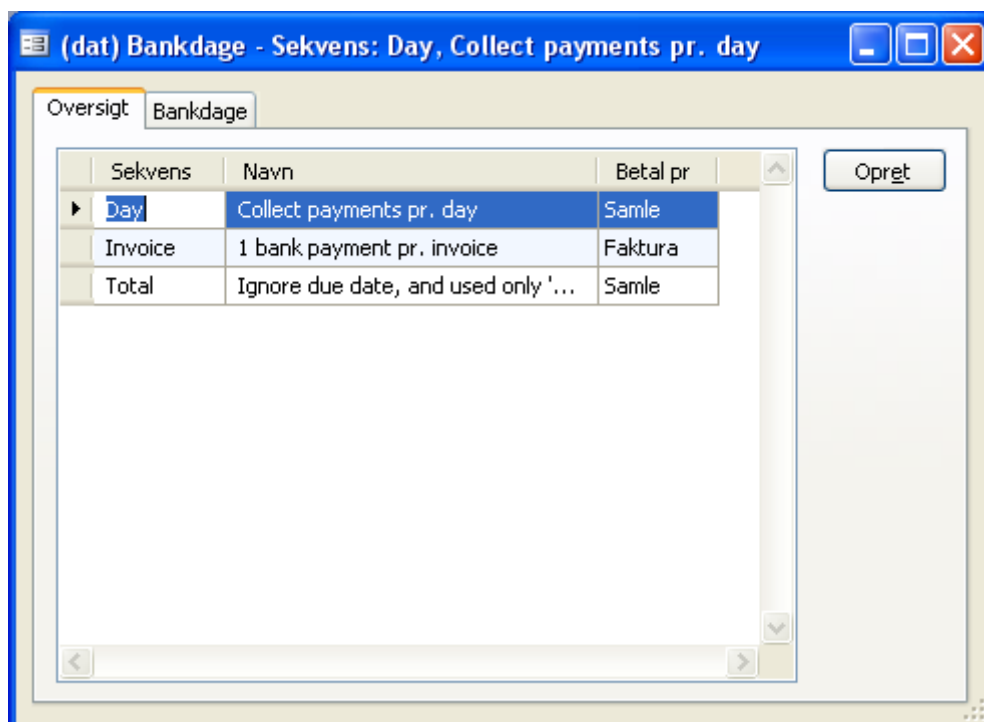 (dat) Bankdage - Sekvens: Day, Collect payments pr. day
Oversigt Bankdage
Sekvens Navn Betal pr
Opret
Day Collect payments pr. day Samle
Invoice 1 bank payment pr. invoice Faktura
Total Ignore due date, and used only '... Samle